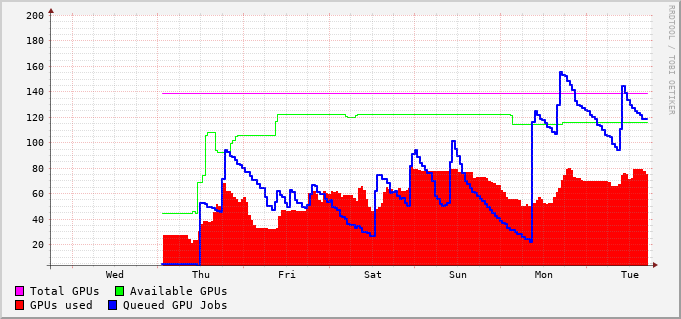 200
180
160
140
120
100
80
60
40
20
Wed Thu Fri Sat Sun Mon Tue
Total GPUs Available GPUs
GPUs used Queued GPU Jobs
RRDTOOL / TOBI OETIKER